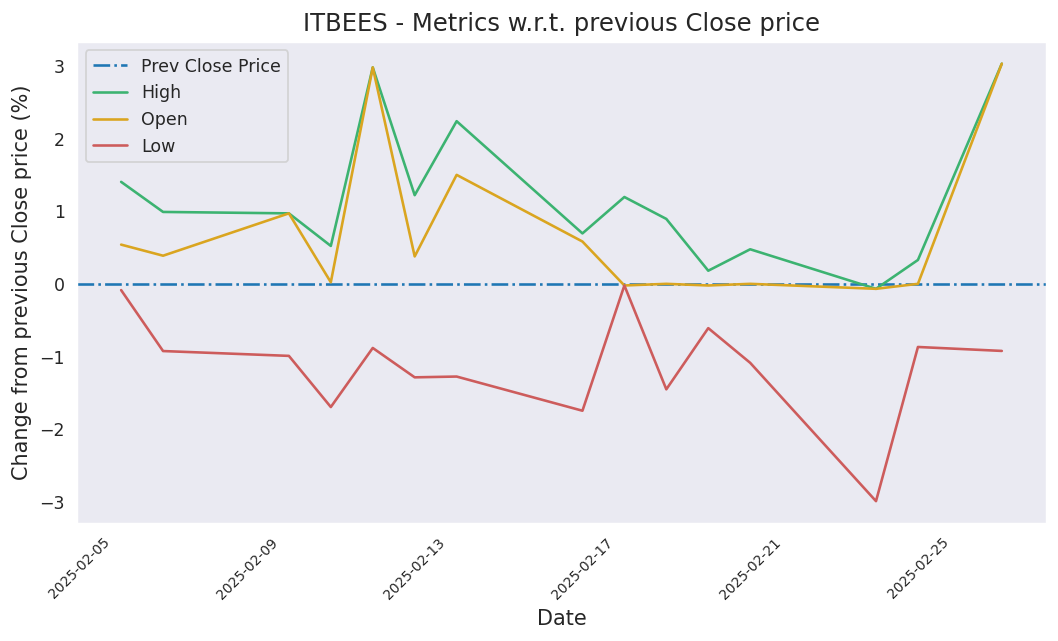 ITBEES - Metrics w.r.t. previous Close price
Prev Close Price
High
Open
Low
Change from previous Close price (%)
3
2
1
0
−1
−2
−3
2025-02-05
2025-02-09
2025-02-13
2025-02-17
2025-02-21
2025-02-25
Date